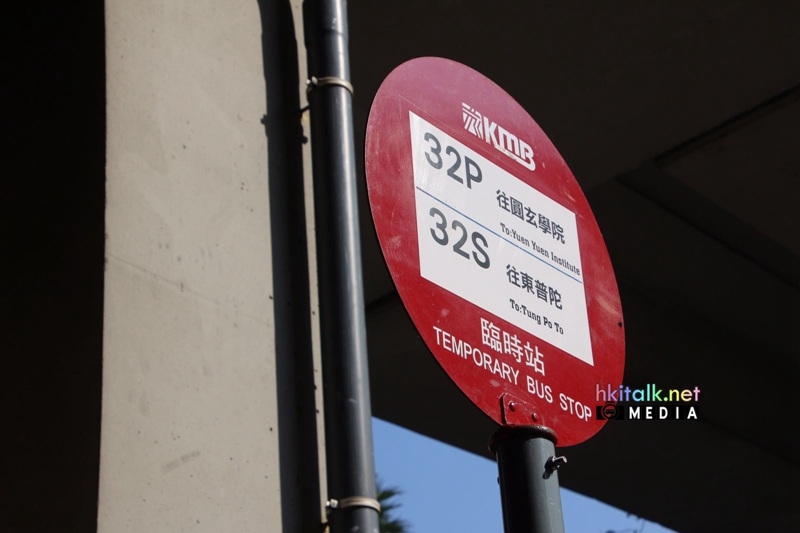 KMB
32P
往圓玄學院
To:Yuen Yuen Institute
32S
往東普陀
To:Tung Po To
臨時站
TEMPORARY BUS STOP
hkitalk.net
MEDIA